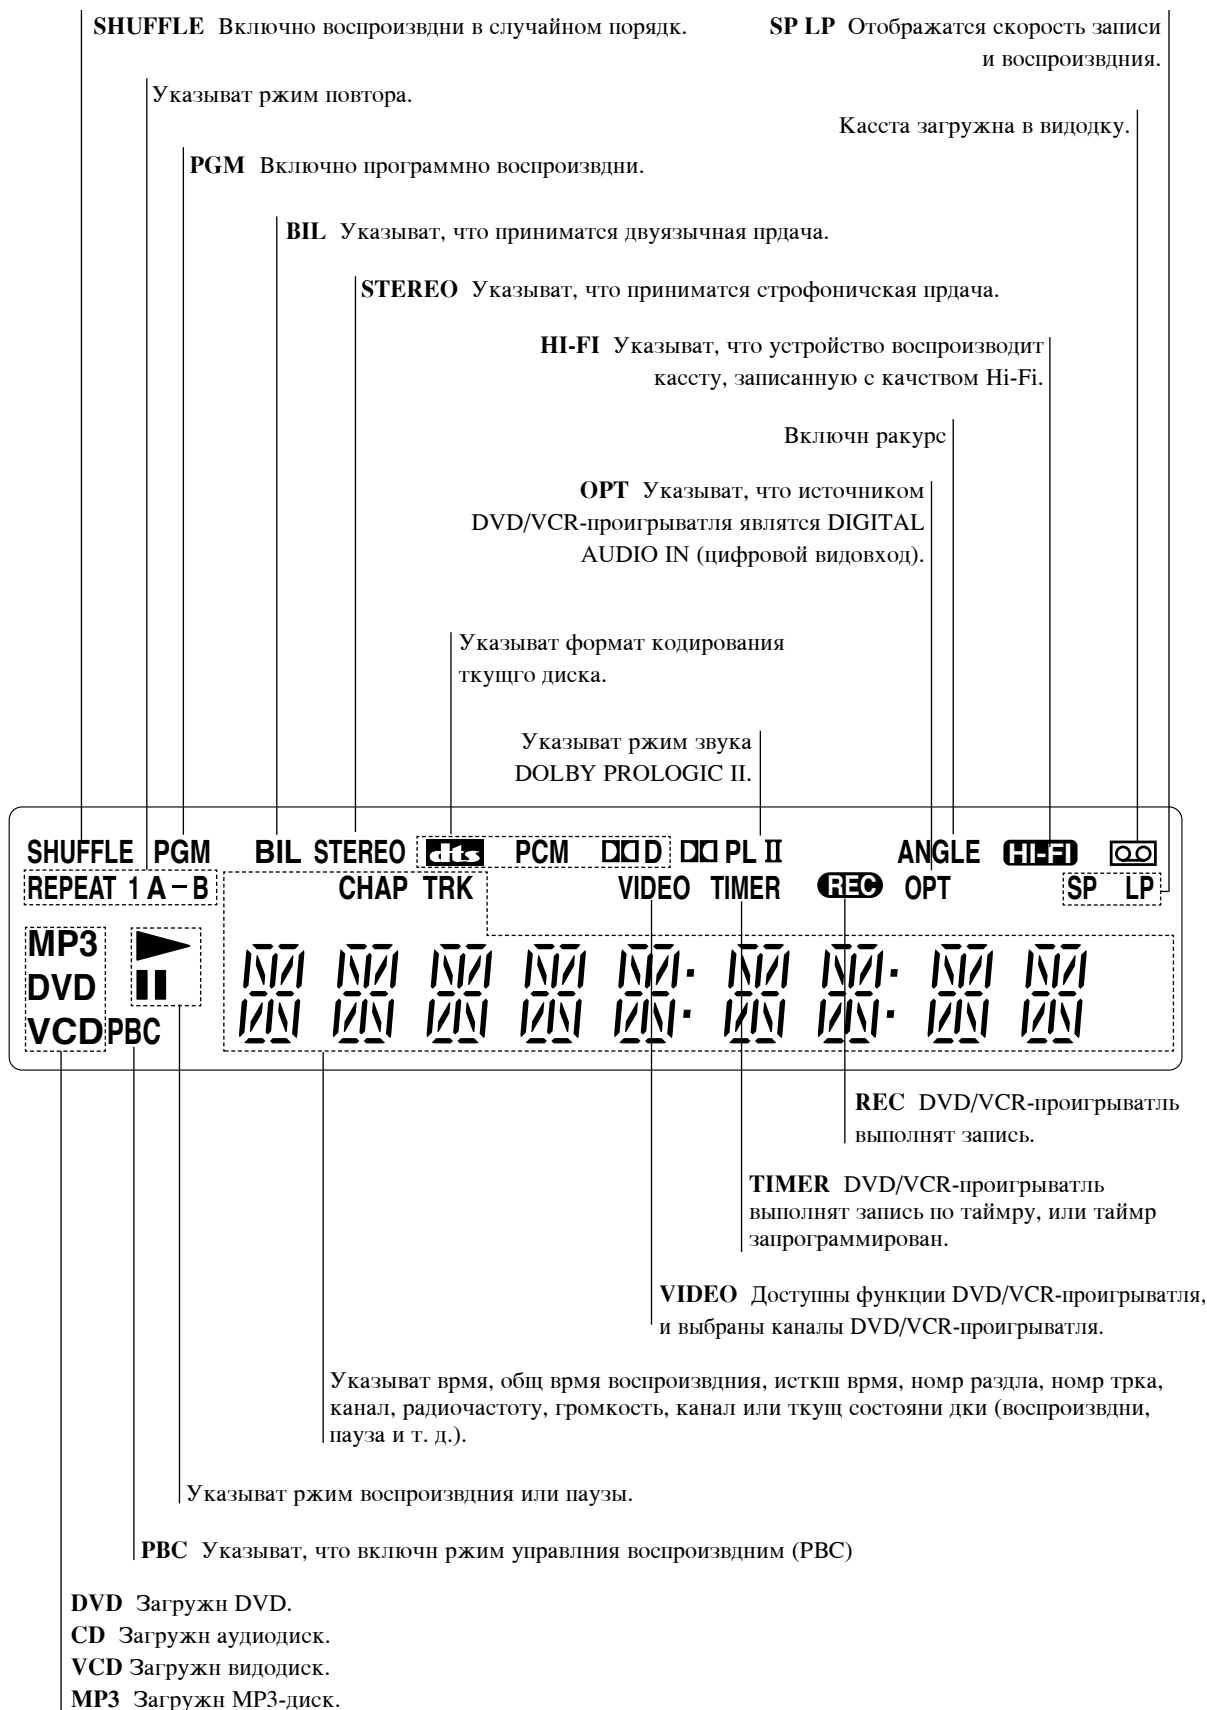 SHUFFLE Включно воспроизвдни в случайном порядк.
SP LP Отображатся скорость записи
и воспроизвдния.
Указыват ржим повтора.
Касста загружна в видодку.
PGM Включно программно воспроизвдни.
BIL Указыват, что приниматся двуязычная прдача.
STEREO Указыват, что приниматся строфоничская прдача.
HI-FI Указыват, что устройство воспроизводит
кассту, записанную с качством Hi-Fi.
Включн ракурс
OPT Указыват, что источником
DVD/VCR-проигрыватля являтся DIGITAL
AUDIO IN (цифровой видовход).
Указыват формат кодирования
ткущго диска.
Указыват ржим звука
DOLBY PROLOGIC II.
SHUFFLE PGM BIL STEREO dts PCM DD D DD PL II ANGLE HI-FI
REPEAT 1 A – B CHAP TRK VIDEO TIMER REC OPT SP LP
MP3
DVD
VCD PBC
REC DVD/VCR-проигрыватль
выполнят запись.
TIMER DVD/VCR-проигрыватль
выполнят запись по таймру, или таймр
запрограммирован.
VIDEO Доступны функции DVD/VCR-проигрыватля,
и выбраны каналы DVD/VCR-проигрыватля.
Указыват врмя, общ врмя воспроизвдния, исткш врмя, номр раздла, номр трка,
канал, радиочастоту, громкость, канал или ткущ состояни дки (воспроизвдни,
пауза и т. д.).
Указыват ржим воспроизвдния или паузы.
PBC Указыват, что включн ржим управлния воспроизвдним (PBC)
DVD Загружн DVD.
CD Загружн аудиодиск.
VCD Загружн видодиск.
MP3 Загружн MP3-диск.